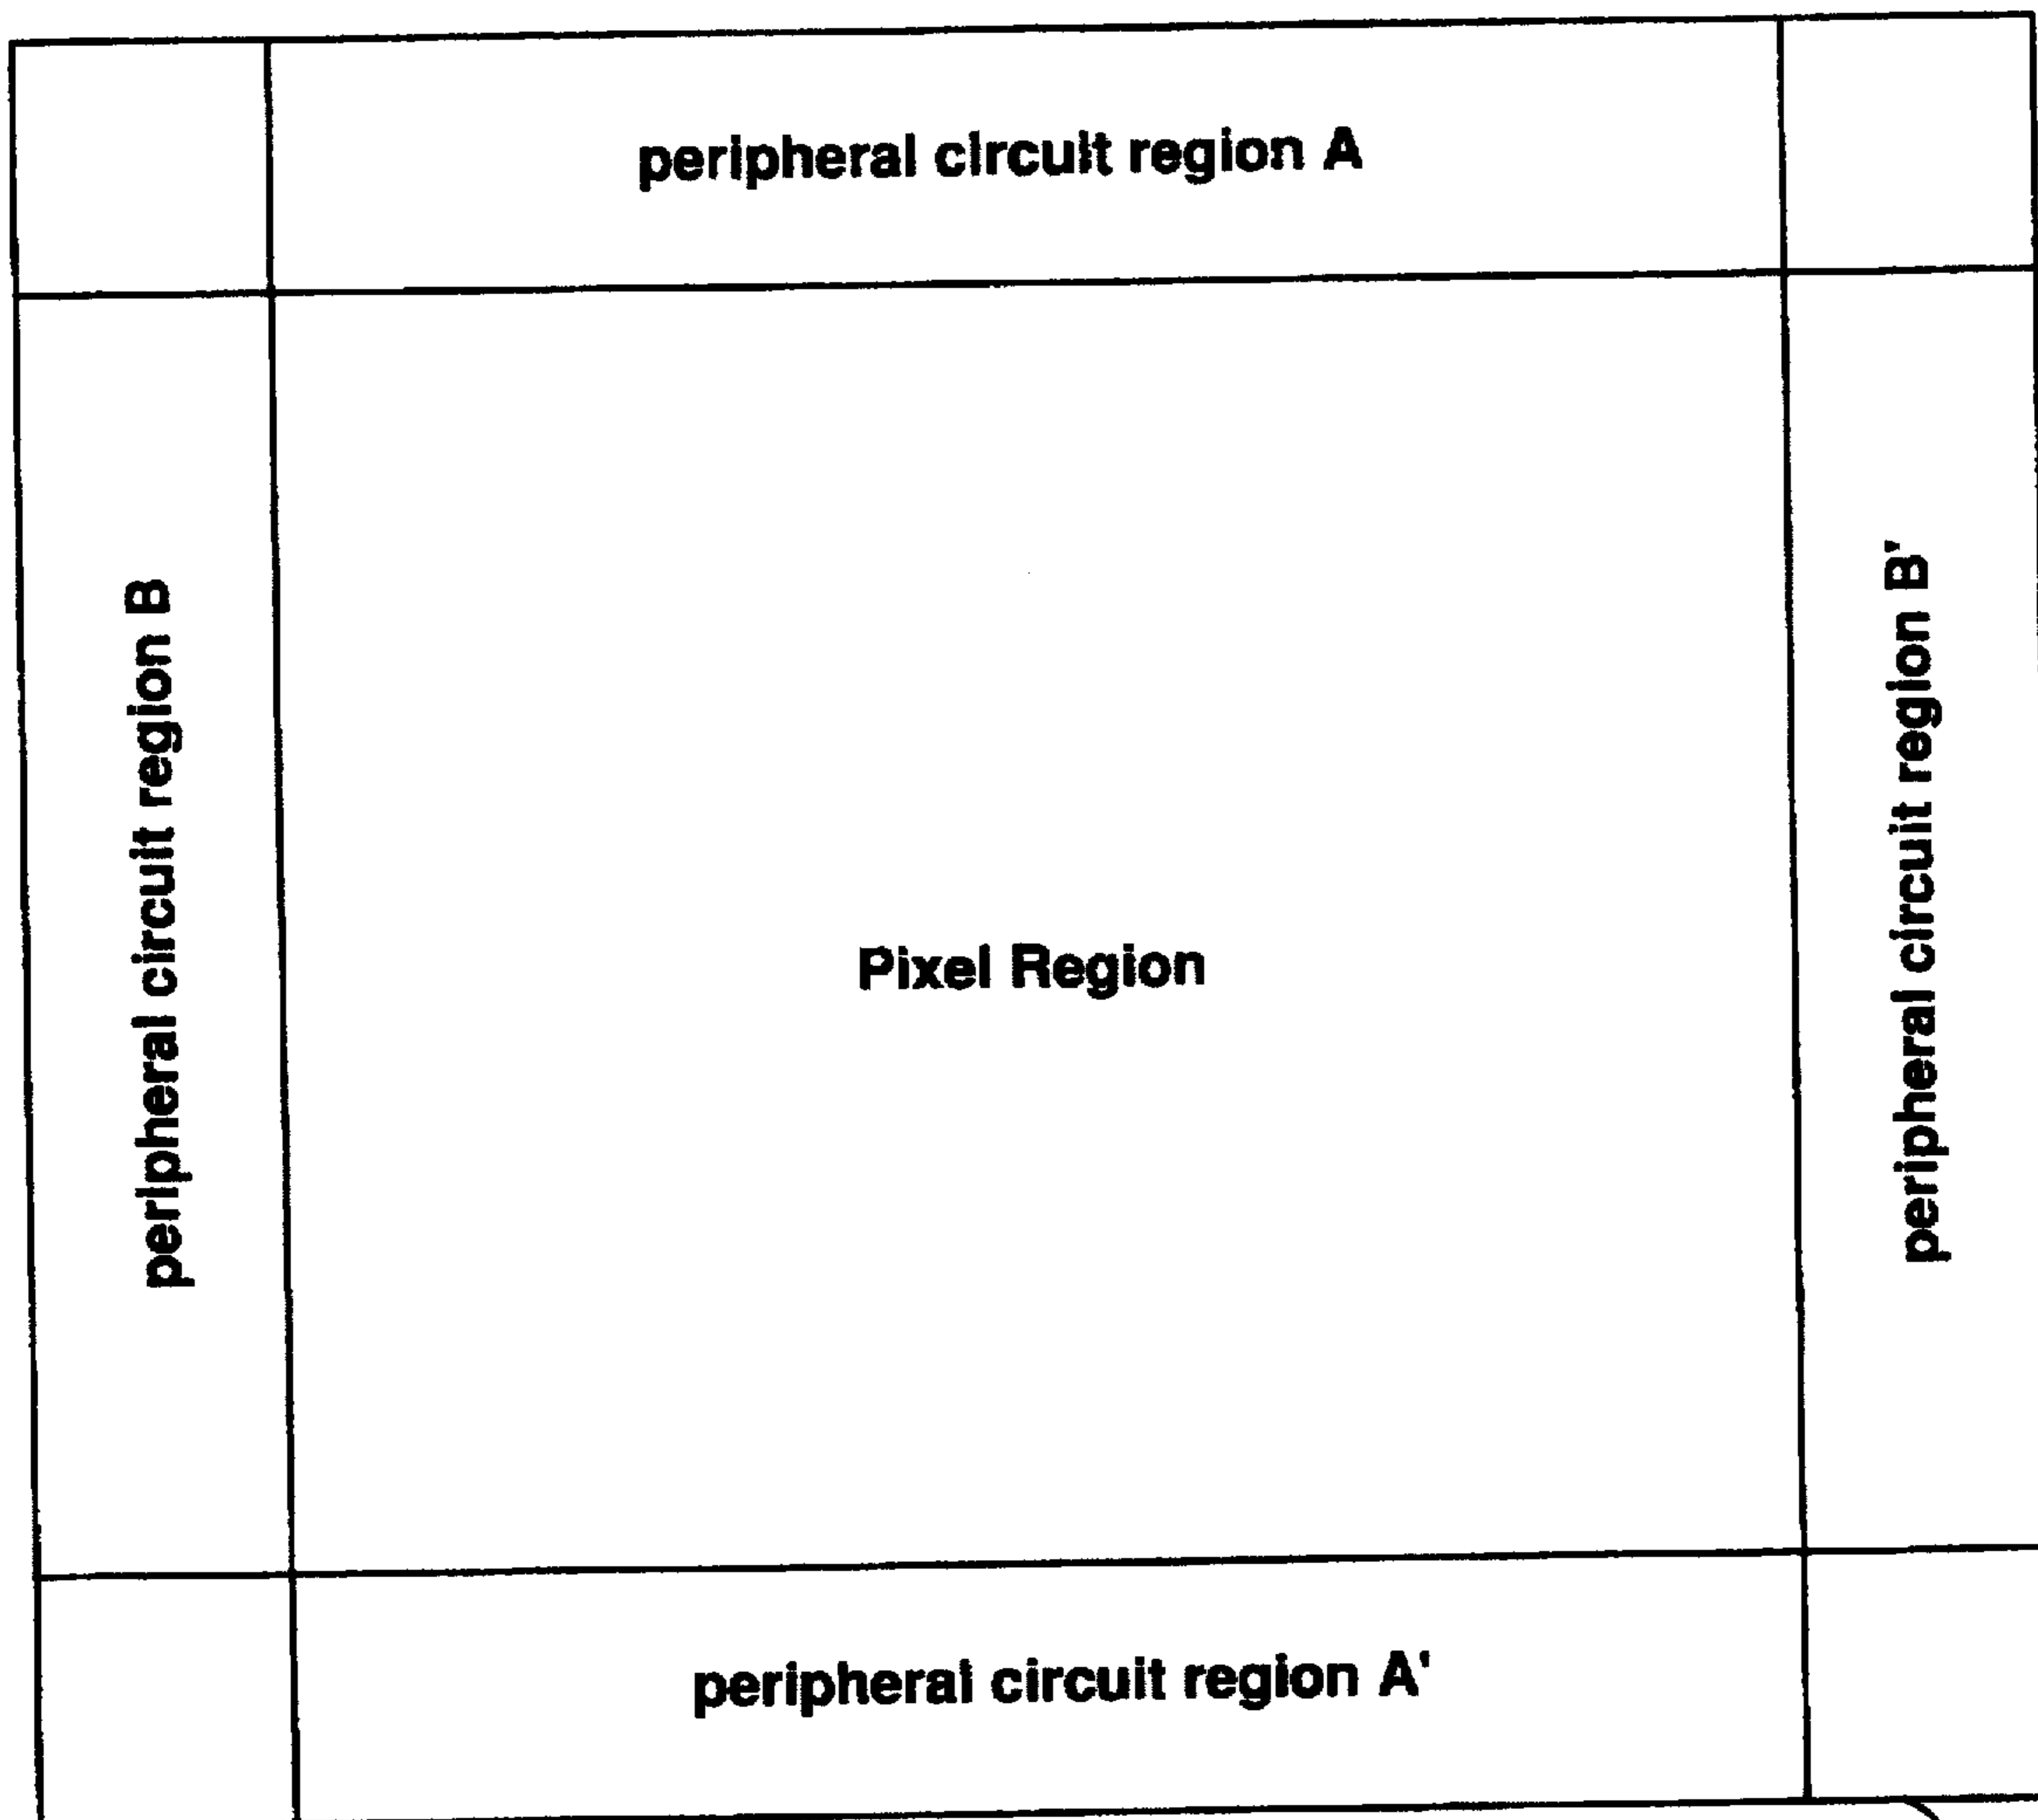 peripheral circuit region A
peripheral circuit region B
Pixel Region
peripheral circuit region B'
peripheral circuit region A'